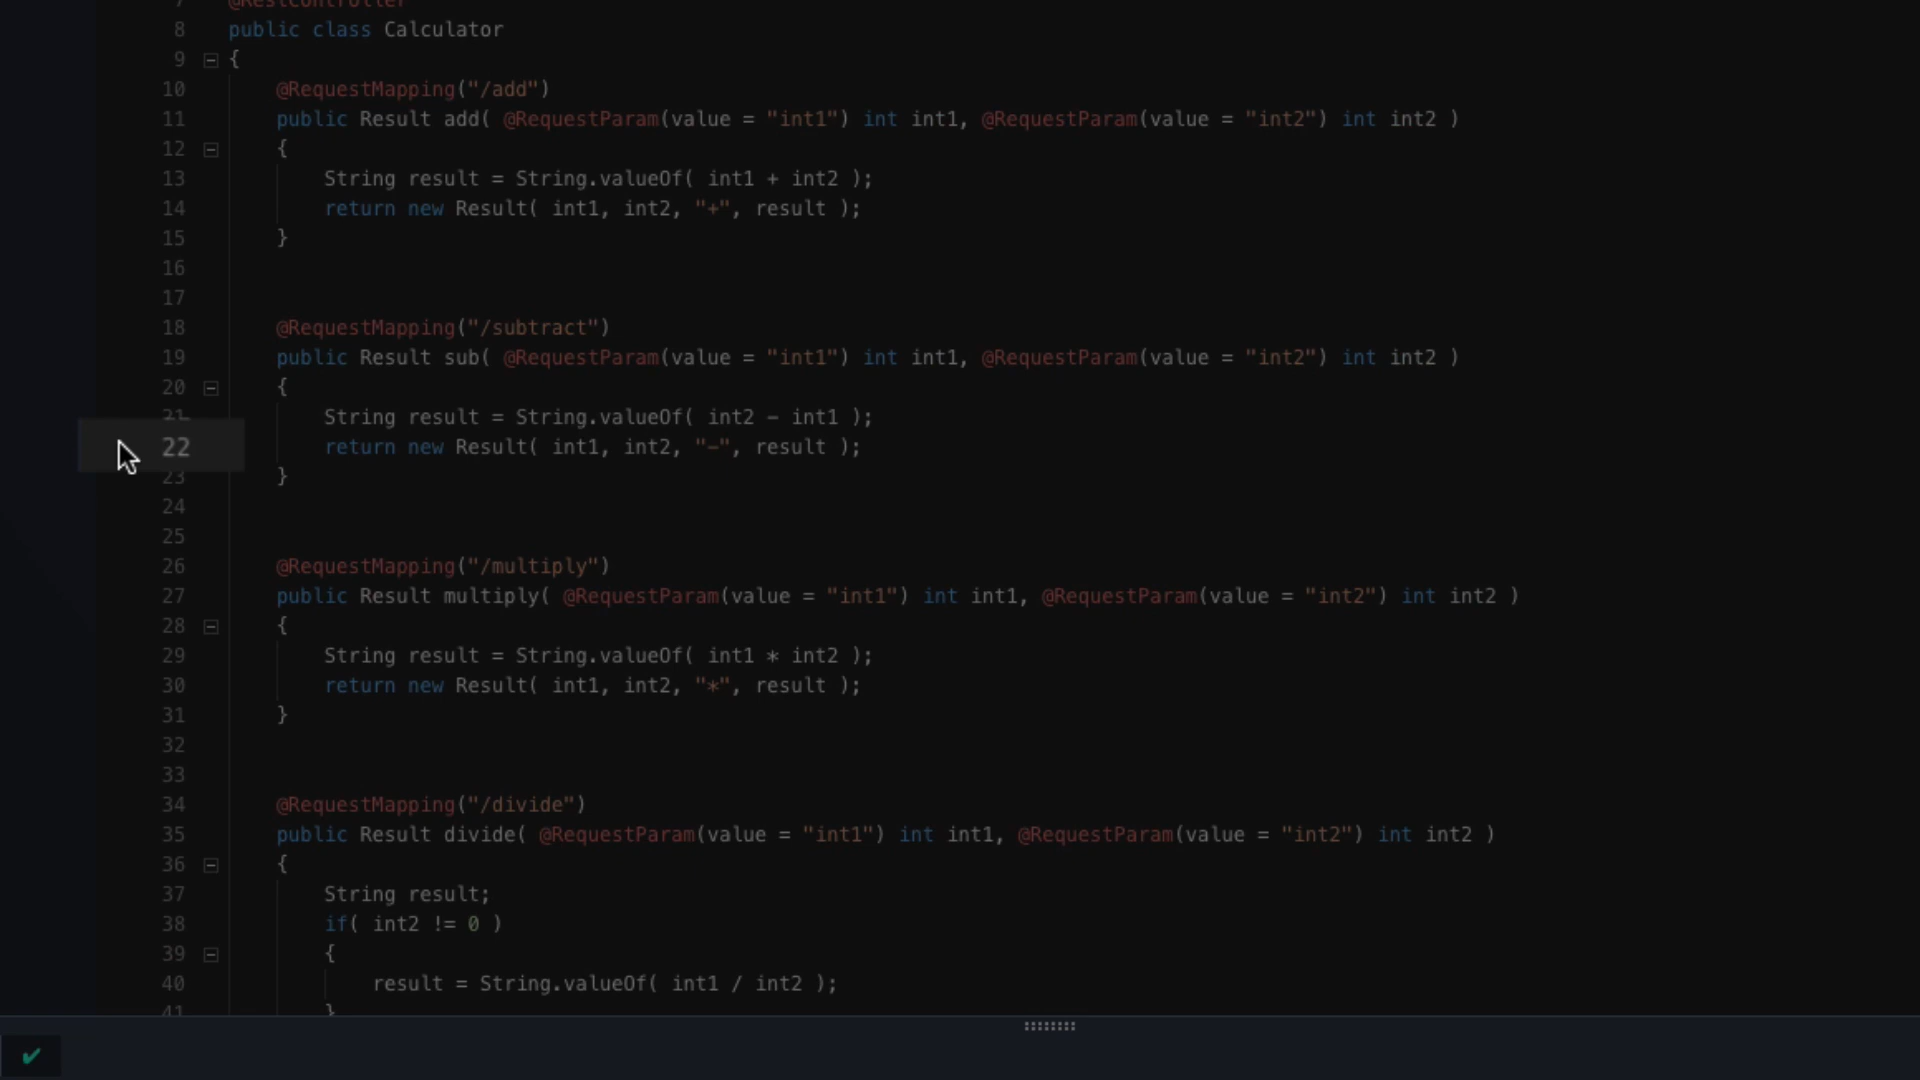 7 @RestController
8 public class Calculator
9 {
10 @RequestMapping("/add")
11 public Result add( @RequestParam(value = "int1") int int1, @RequestParam(value = "int2") int int2 )
12 {
13 String result = String.valueOf( int1 + int2 );
14 return new Result( int1, int2, "+", result );
15 }
16
17
18 @RequestMapping("/subtract")
19 public Result sub( @RequestParam(value = "int1") int int1, @RequestParam(value = "int2") int int2 )
20 {
21 String result = String.valueOf( int2 - int1 );
22 return new Result( int1, int2, "-", result );
23 }
24
25
26 @RequestMapping("/multiply")
27 public Result multiply( @RequestParam(value = "int1") int int1, @RequestParam(value = "int2") int int2 )
28 {
29 String result = String.valueOf( int1 * int2 );
30 return new Result( int1, int2, "*", result );
31 }
32
33
34 @RequestMapping("/divide")
35 public Result divide( @RequestParam(value = "int1") int int1, @RequestParam(value = "int2") int int2 )
36 {
37 String result;
38 if( int2 != 0 )
39 {
40 result = String.valueOf( int1 / int2 );
41 }